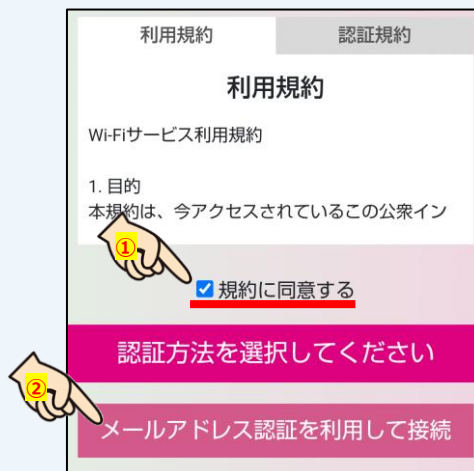 利用規約
認証規約
利用規約
Wi-Fiサービス利用規約
1. 目的
本規約は、今アクセスされているこの公衆イン
①
規約に同意する
認証方法を選択してください
②
メールアドレス認証を利用して接続